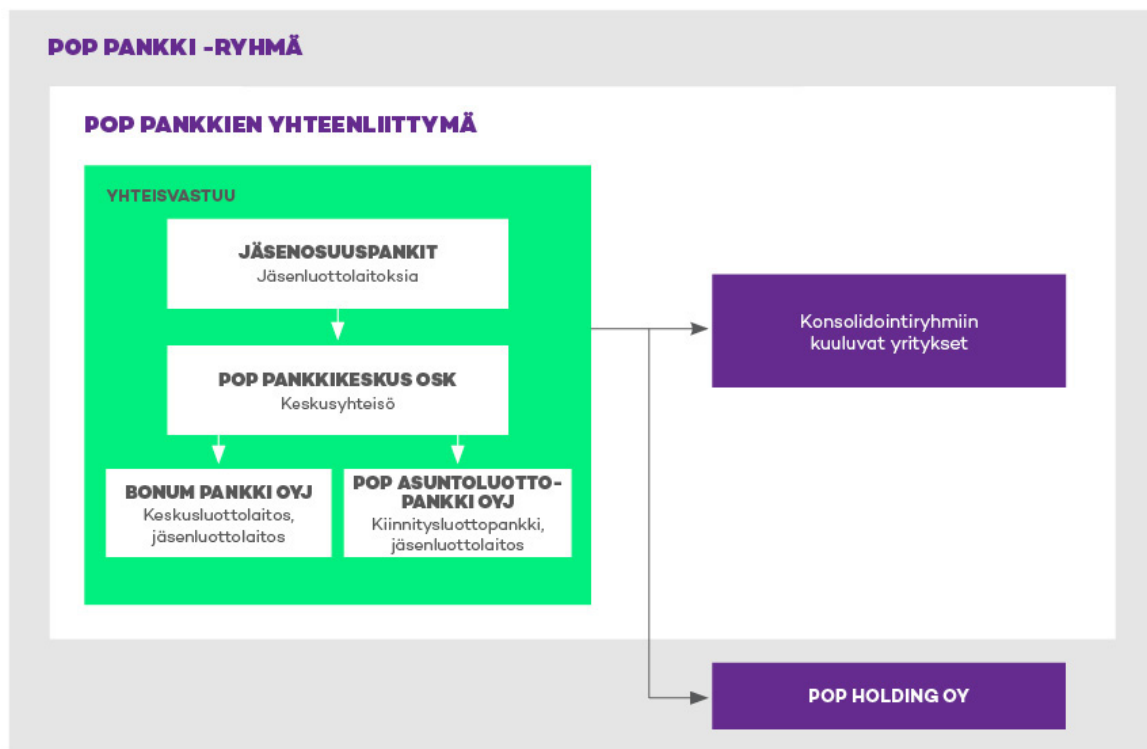 POP PANKKI -RYHMÄ
POP PANKKIEN YHTEENLIITTYMÄ
YHTEISVASTUU
JÄSENOSUUSPANKIT
Jäsenluottolaitoksia
POP PANKKIKESKUS OSK
Keskusyhteisö
BONUM PANKKI OYJ
Keskusluottolaitos,
jäsenluottolaitos
POP ASUNTOLUOTTO-
PANKKI OYJ
Kiinnitysluottopankki,
jäsenluottolaitos
Konsolidointiryhmiin
kuuluvat yritykset
POP HOLDING OY